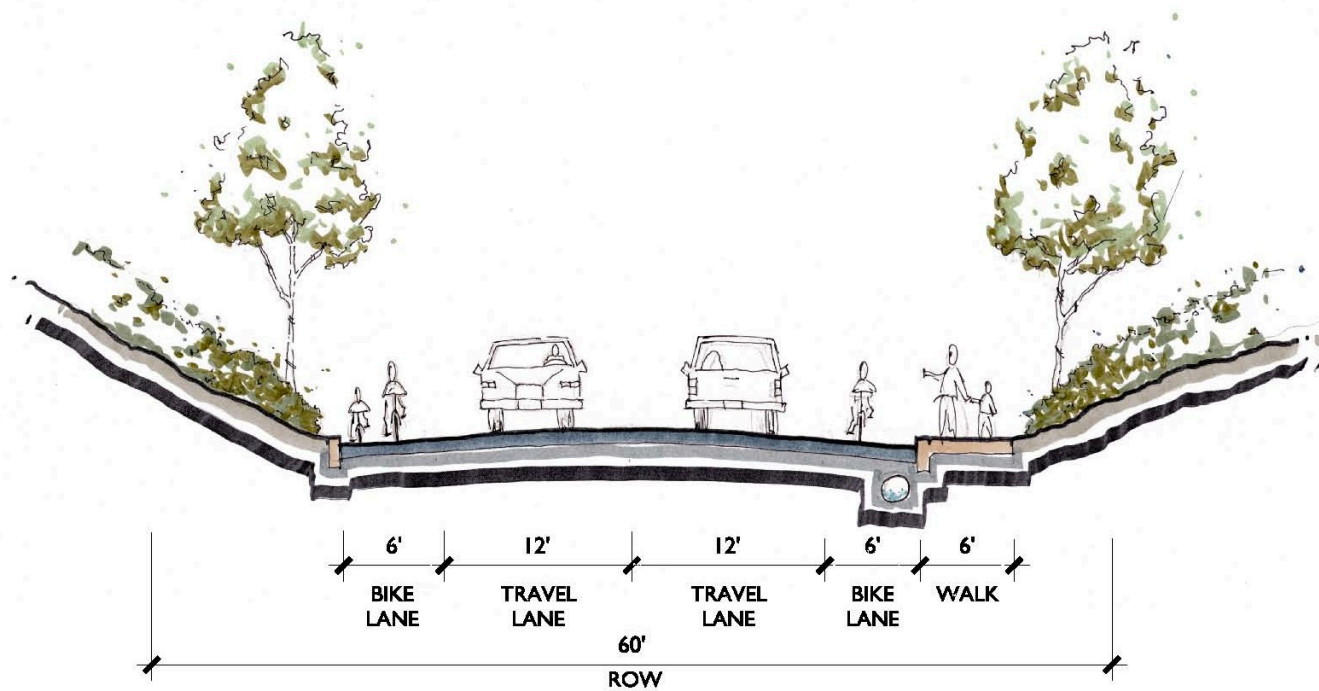 6' 12' 12' 6' 6'
BIKE TRAVEL TRAVEL BIKE WALK
LANE LANE LANE LANE
60'
ROW